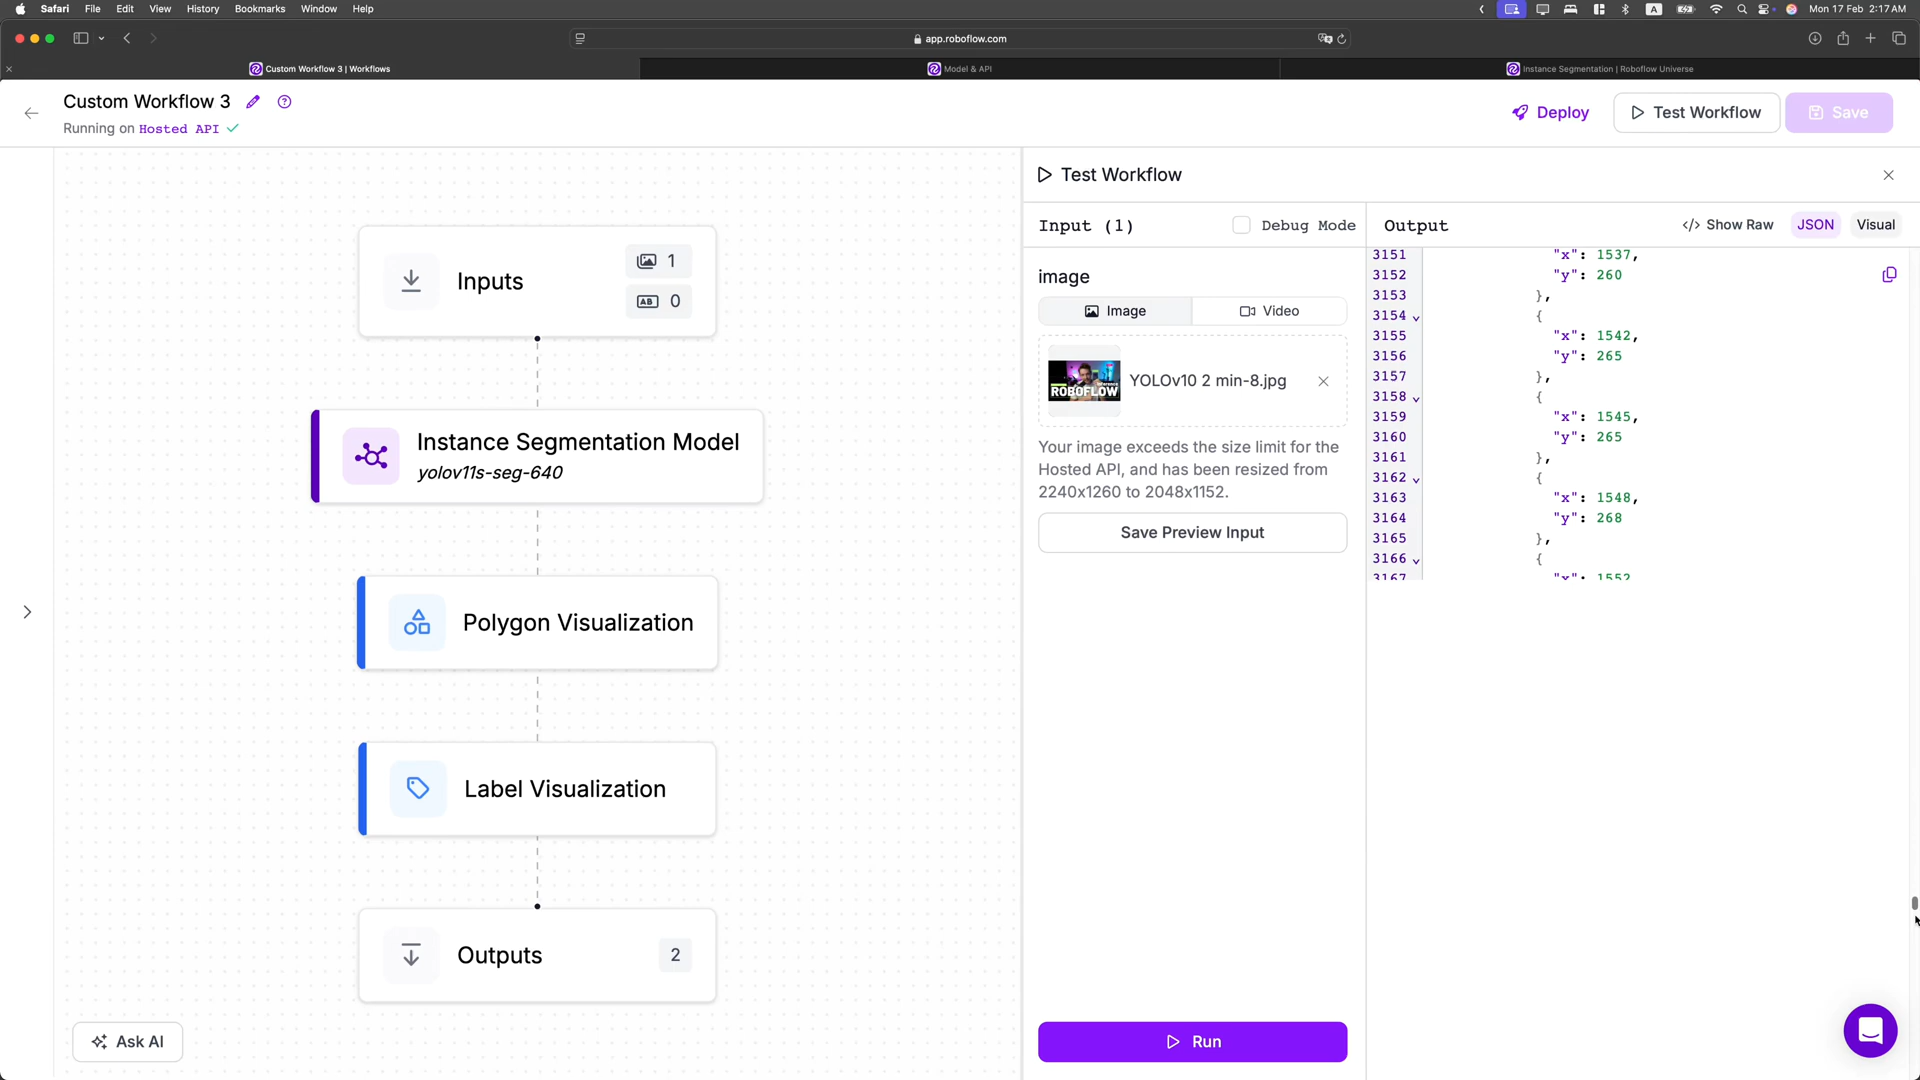 Safari File Edit View History Bookmarks Window Help
A
Mon 17 Feb 2:17 AM
app.roboflow.com
Custom Workflow 3 | Workflows
Model & API
Instance Segmentation | Roboflow Universe
Custom Workflow 3
Running on Hosted API
Deploy
Test Workflow
Save
Inputs
1
AB 0
Instance Segmentation Model
yolov11s-seg-640
Polygon Visualization
Label Visualization
Outputs
2
Ask AI
Test Workflow
Input (1)
Debug Mode
image
Image
Video
ROBOFLOW
YOLOv10 2 min-8.jpg
Your image exceeds the size limit for the
Hosted API, and has been resized from
2240x1260 to 2048x1152.
Save Preview Input
Run
Output
</> Show Raw
JSON
Visual
3151 "x": 1537,
3152 "y": 260
3153 },
3154 {
3155 "x": 1542,
3156 "y": 265
3157 },
3158 {
3159 "x": 1545,
3160 "y": 265
3161 },
3162 {
3163 "x": 1548,
3164 "y": 268
3165 },
3166 {
3167 "x": 1552